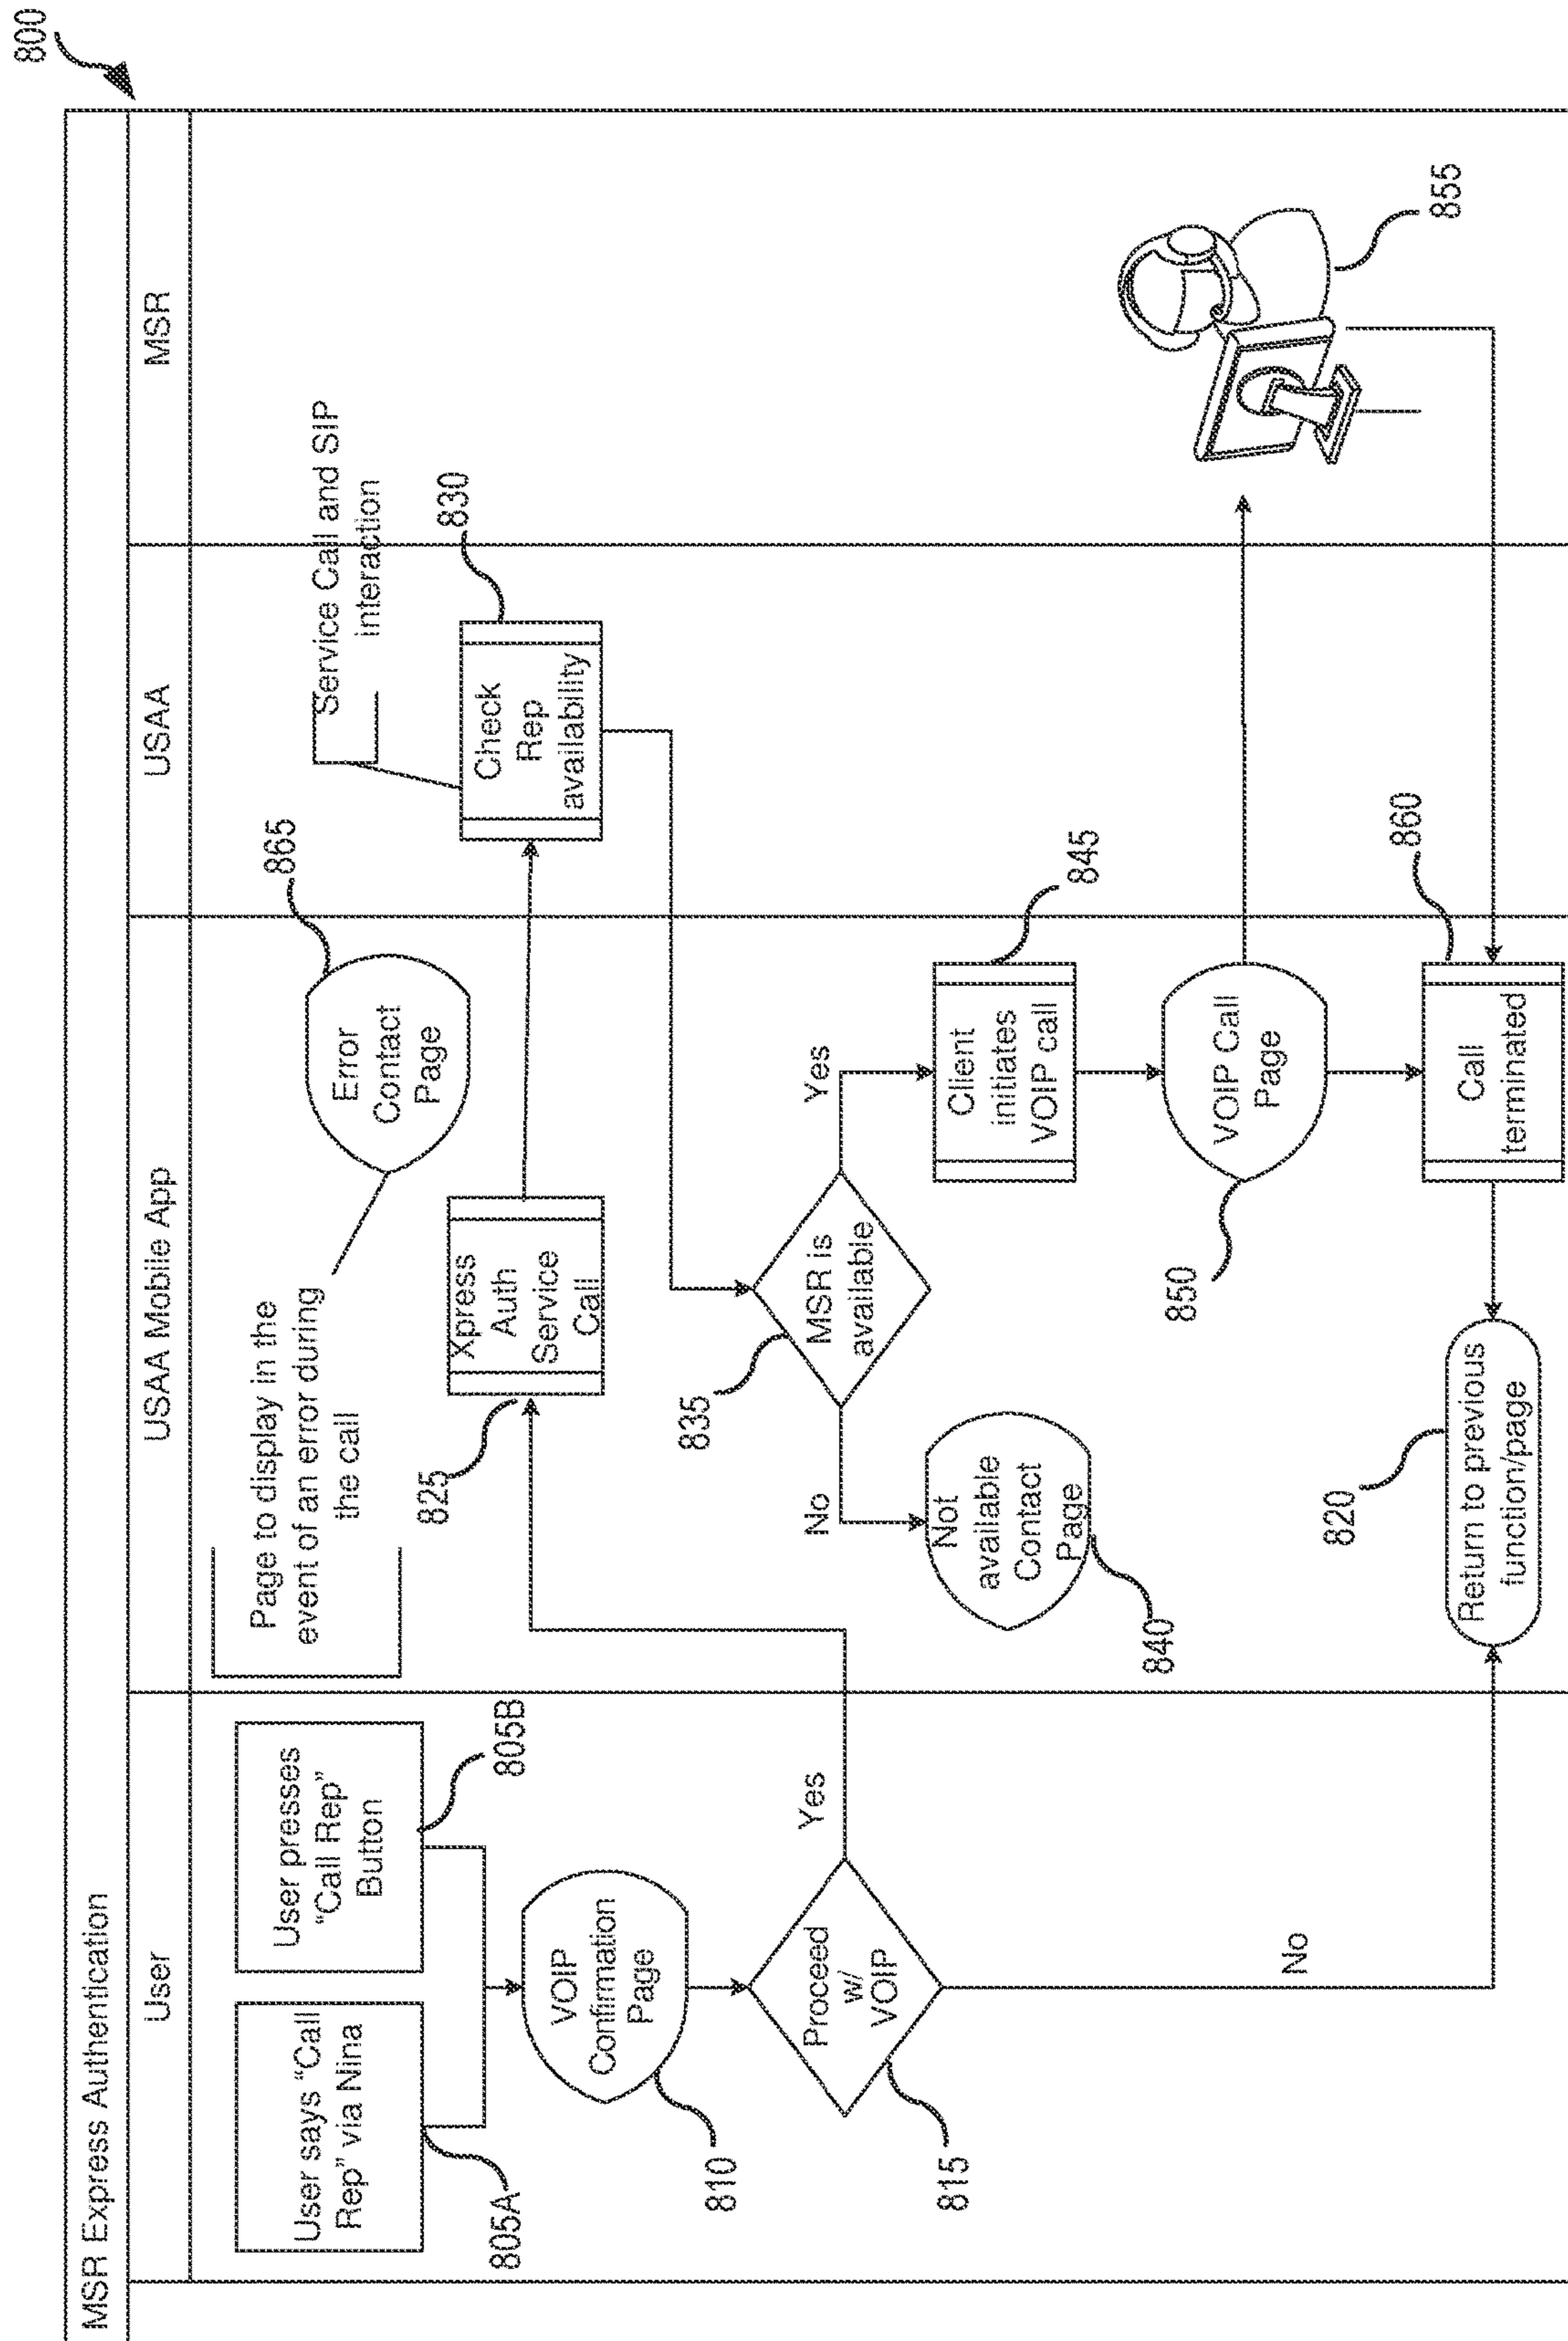 800
MSR Express Authentication
User
USAA Mobile App
USAA
MSR
User says "Call
Rep" via Nina
805A
User presses
"Call Rep"
Button
805B
VOIP
Confirmation
Page
810
Proceed
w/
VOIP
815
Yes
No
Page to display in the
event of an error during
the call
Error
Contact
Page
865
Xpress
Auth
Service
Call
825
Service Call and SIP
interaction
Check
Rep
availability
830
MSR is
available
835
No
Yes
Not
available
Contact
Page
840
Client
initiates
VOIP call
845
VOIP Call
Page
850
855
Call
terminated
860
Return to previous
function/page
820